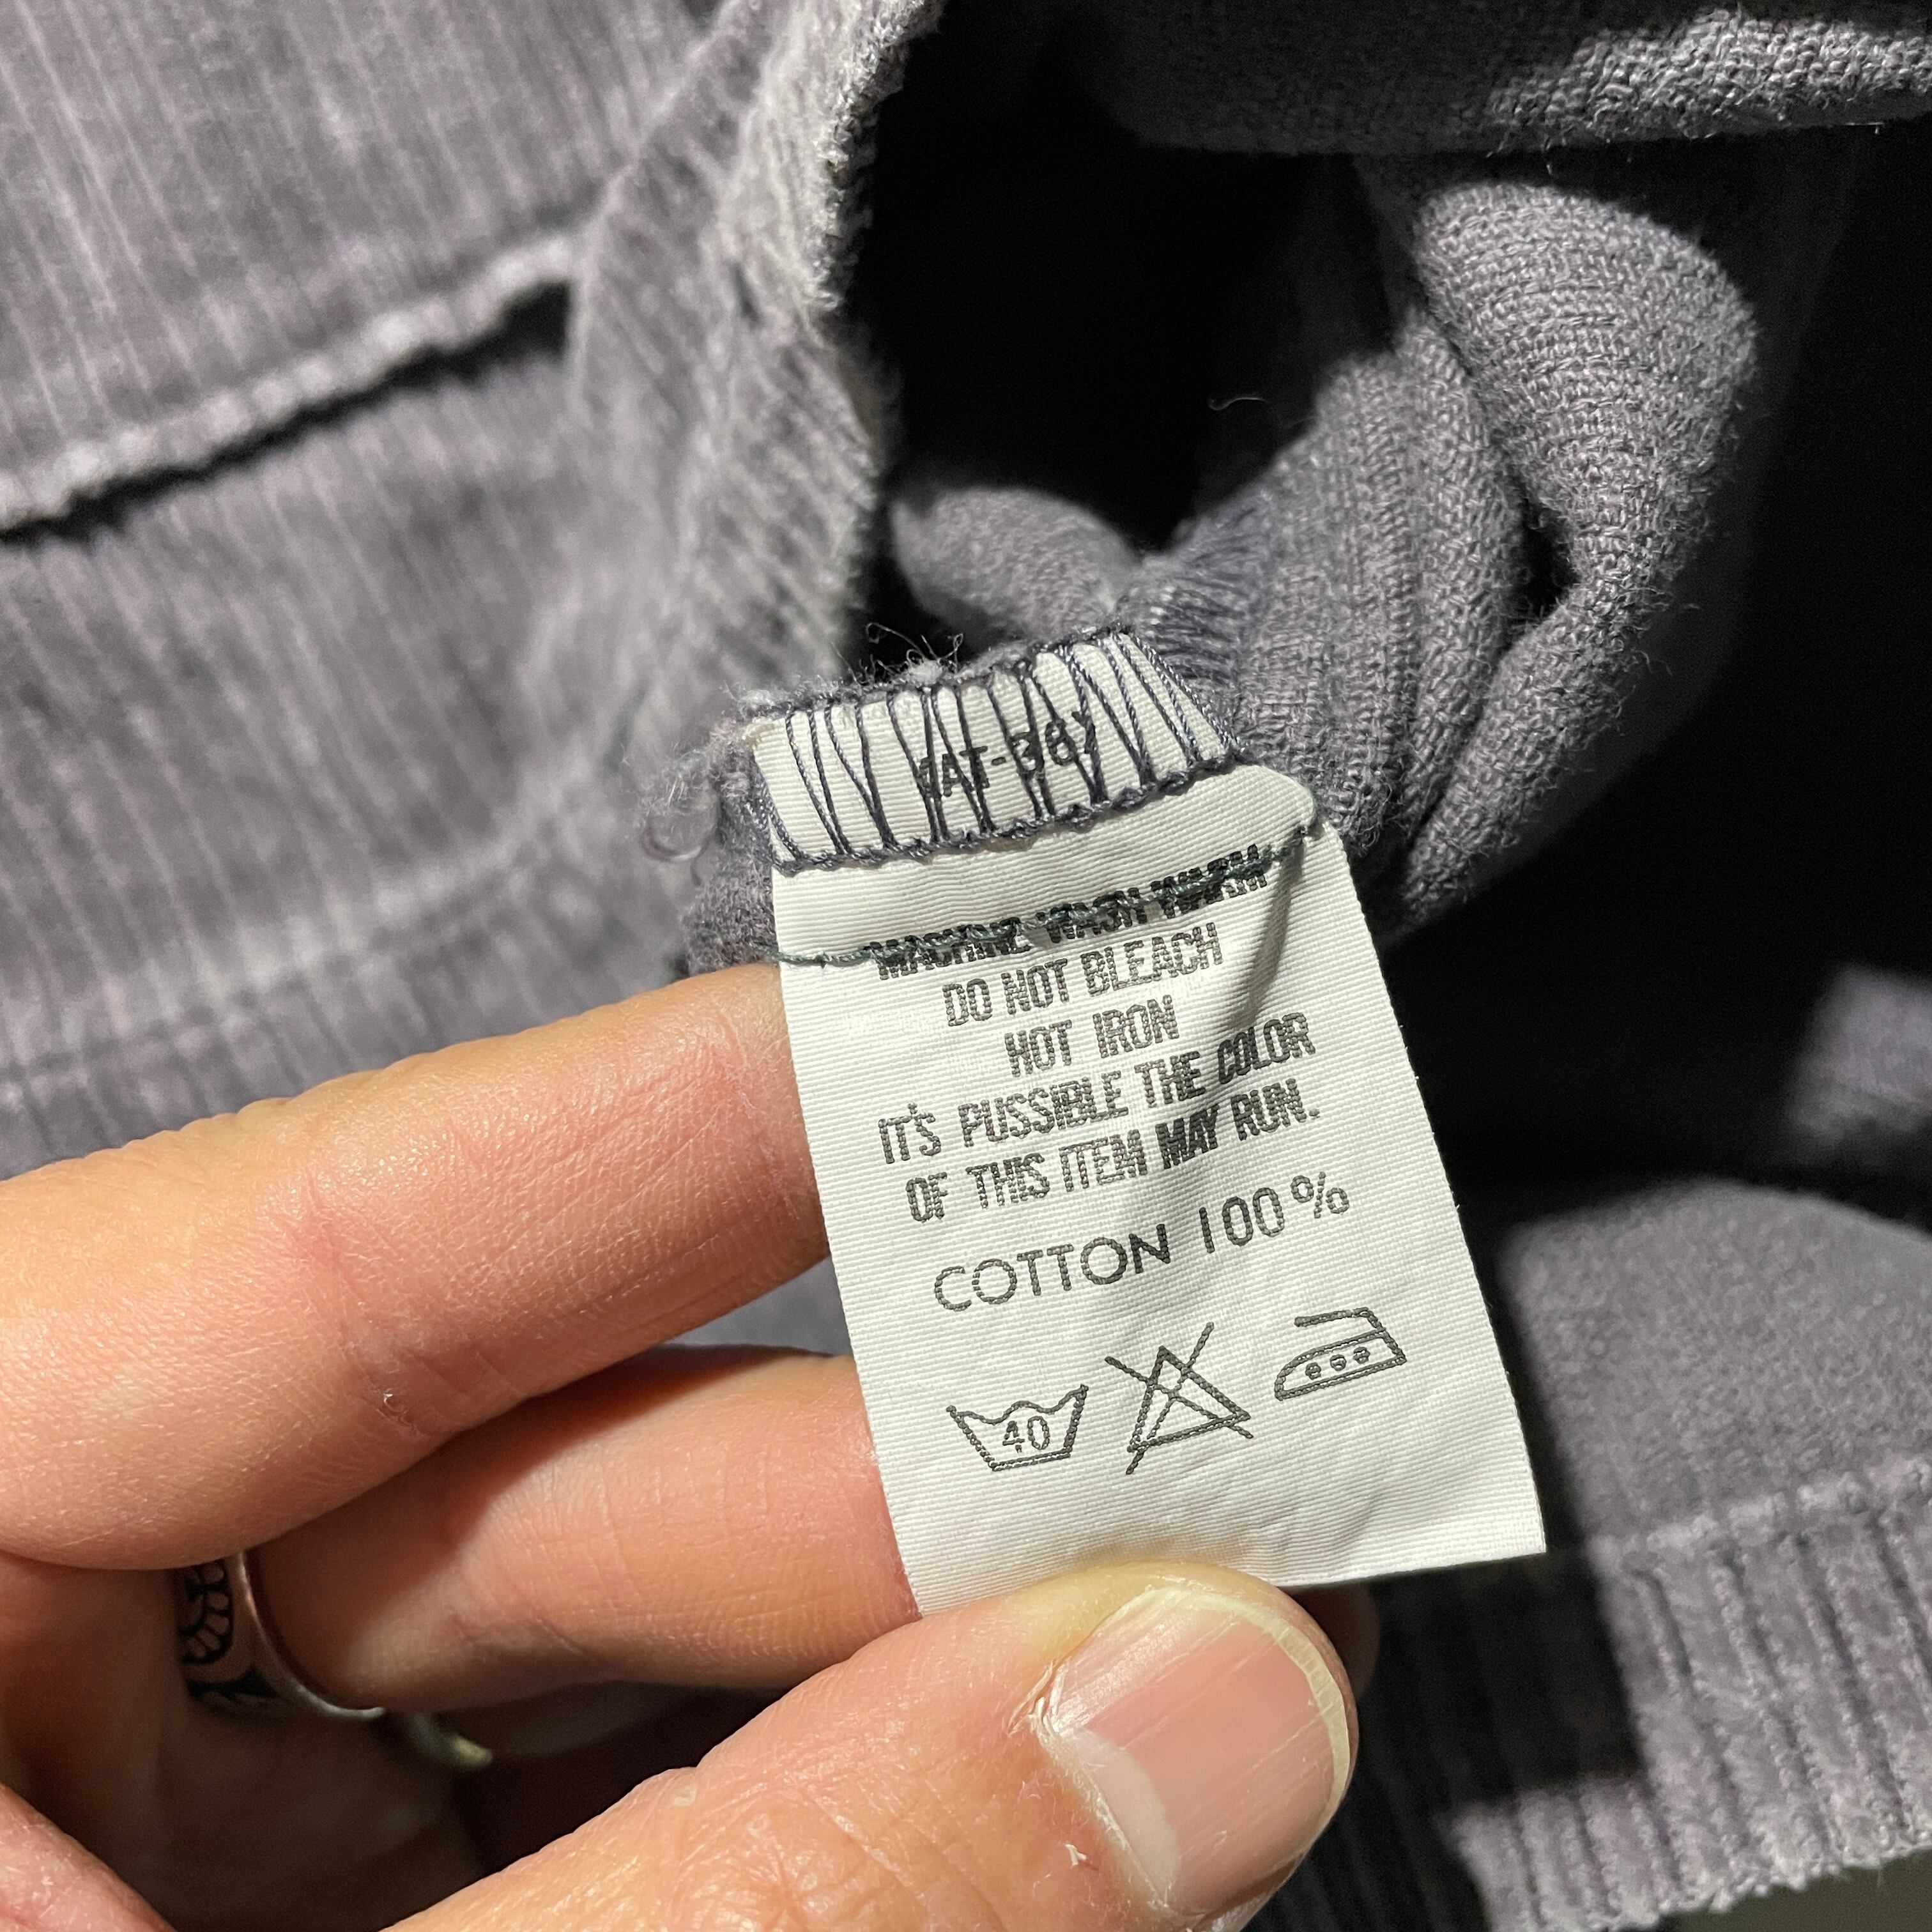 MACHINE WASH WARM
DO NOT BLEACH
HOT IRON
IT'S PUSSIBLE THE COLOR
OF THIS ITEM MAY RUN.
COTTON 100%
40